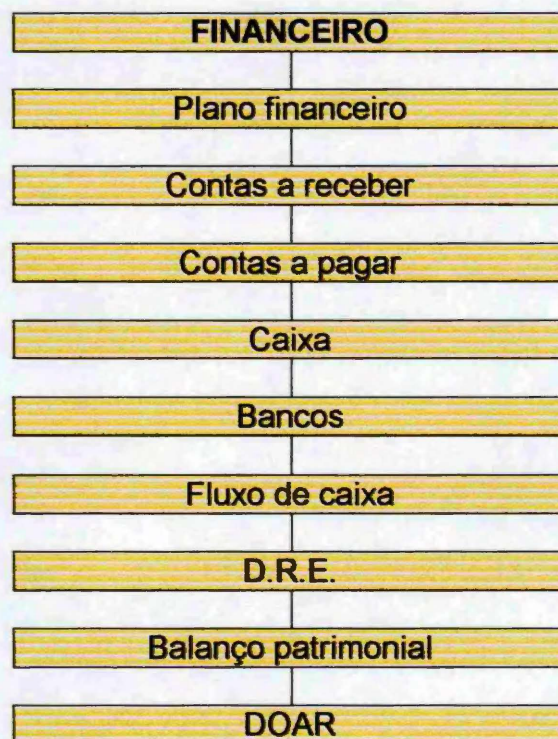 FINANCEIRO
Plano financeiro
Contas a receber
Contas a pagar
Caixa
Bancos
Fluxo de caixa
D.R.E.
Balanço patrimonial
DOAR